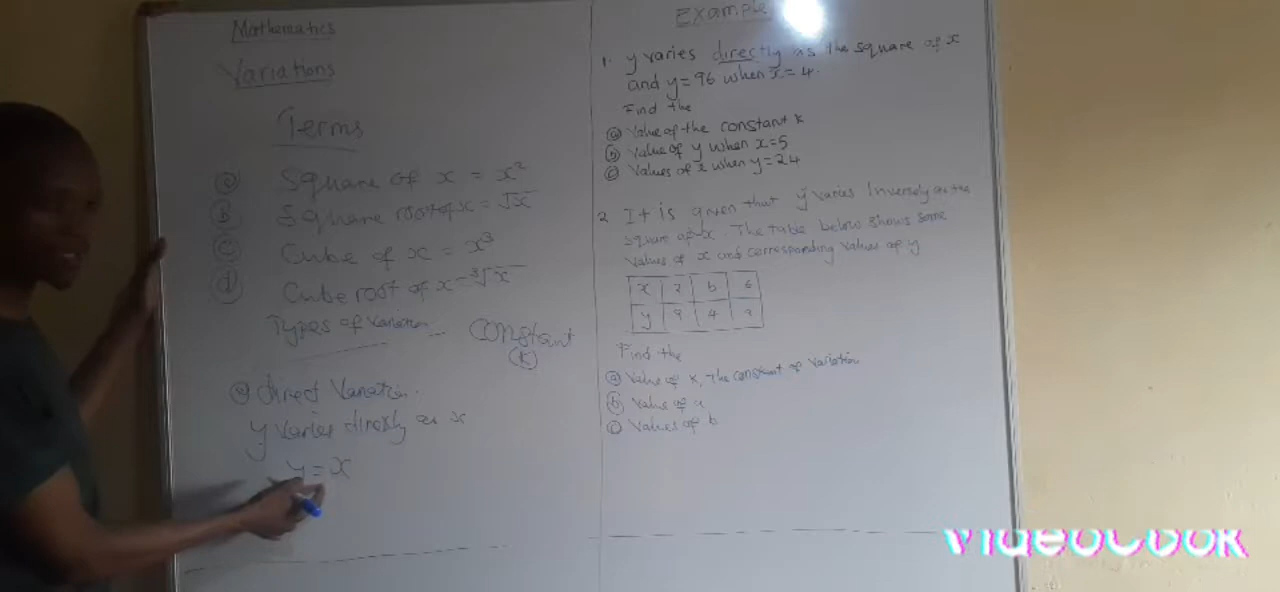 Mathematics
Variations
Terms
(a) Square of x = x²
(b) Square root of x = √x
(c) Cube of x = x³
(d) Cube root of x = ³√x
Types of Variation
Constant
(K)
(a) direct Variation.
y varies directly as x
y = x
Example
1. y varies directly as the square of x
and y = 96 when x = 4.
Find the
(a) Value of the constant k
(b) Value of y when x = 5
(c) Values of x when y = 24
2 It is given that y varies Inversely as the
square of x The table below shows some
values of x and corresponding values of y
x 2 b 6
y 9 4 a
Find the
(a) Value of K, The constant of Variation
(b) Value of a
(c) Values of b
VIDEOLOOK